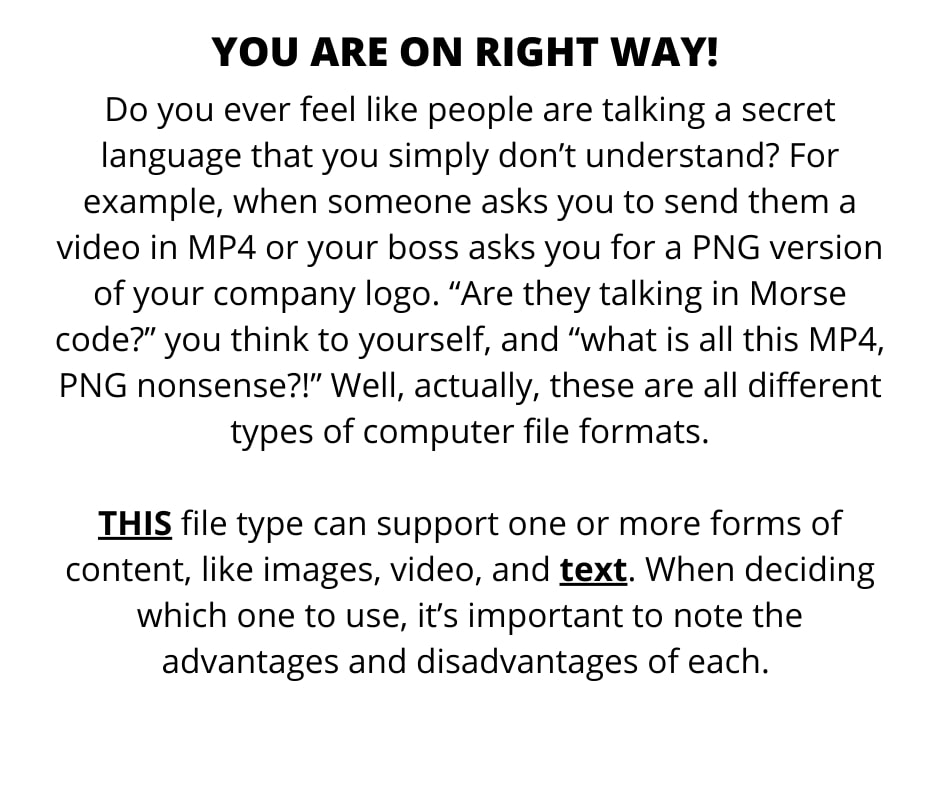 YOU ARE ON RIGHT WAY!
Do you ever feel like people are talking a secret
language that you simply don’t understand? For
example, when someone asks you to send them a
video in MP4 or your boss asks you for a PNG version
of your company logo. “Are they talking in Morse
code?” you think to yourself, and “what is all this MP4,
PNG nonsense?!” Well, actually, these are all different
types of computer file formats.
THIS file type can support one or more forms of
content, like images, video, and text. When deciding
which one to use, it’s important to note the
advantages and disadvantages of each.